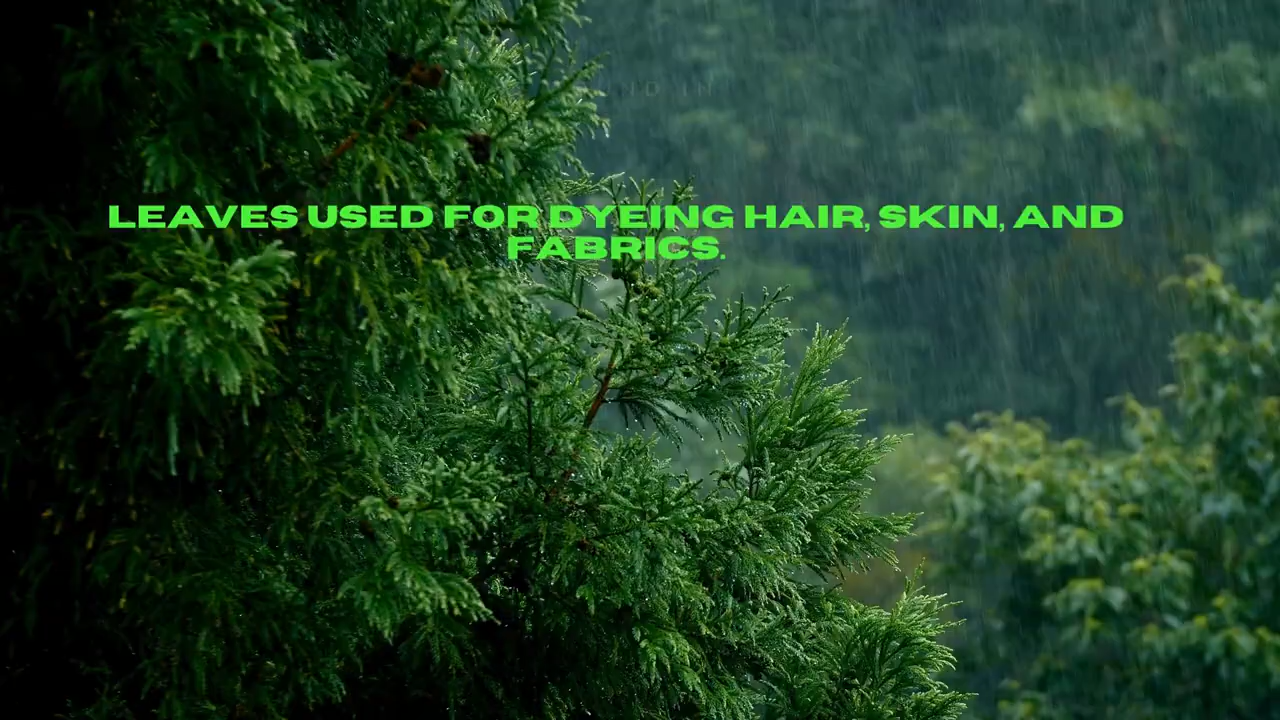 LEAVES USED FOR DYEING HAIR, SKIN, AND
FABRICS.